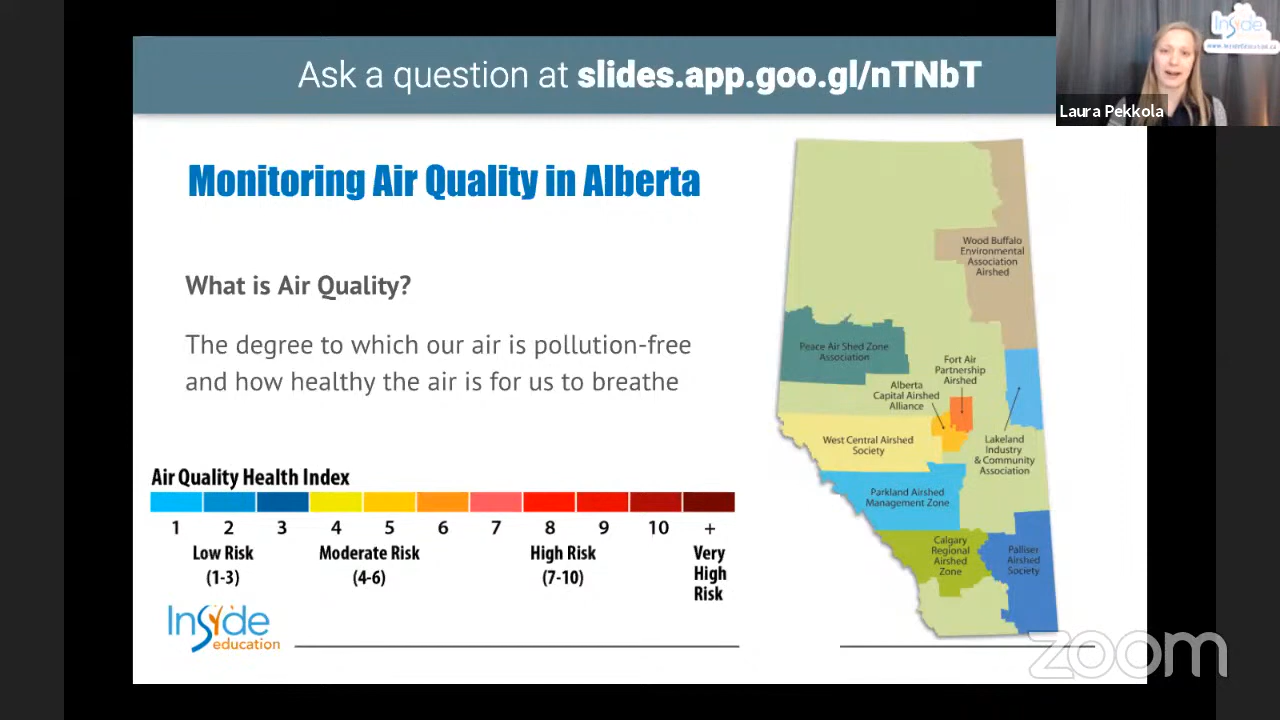 Ask a question at slides.app.goo.gl/nTNbT
Inside
Laura Pekkola
Monitoring Air Quality in Alberta
What is Air Quality?
The degree to which our air is pollution-free
and how healthy the air is for us to breathe
Air Quality Health Index
1 2 3 4 5 6 7 8 9 10 +
Low Risk
(1-3)
Moderate Risk
(4-6)
High Risk
(7-10)
Very
High
Risk
Inside
education
Wood Buffalo
Environmental
Association
Airshed
Peace Air Shed Zone
Association
Fort Air
Partnership
Airshed
Alberta
Capital Airshed
Alliance
West Central Airshed
Society
Lakeland
Industry
& Community
Association
Parkland Airshed
Management Zone
Calgary
Regional
Airshed
Zone
Palliser
Airshed
Society
zoom